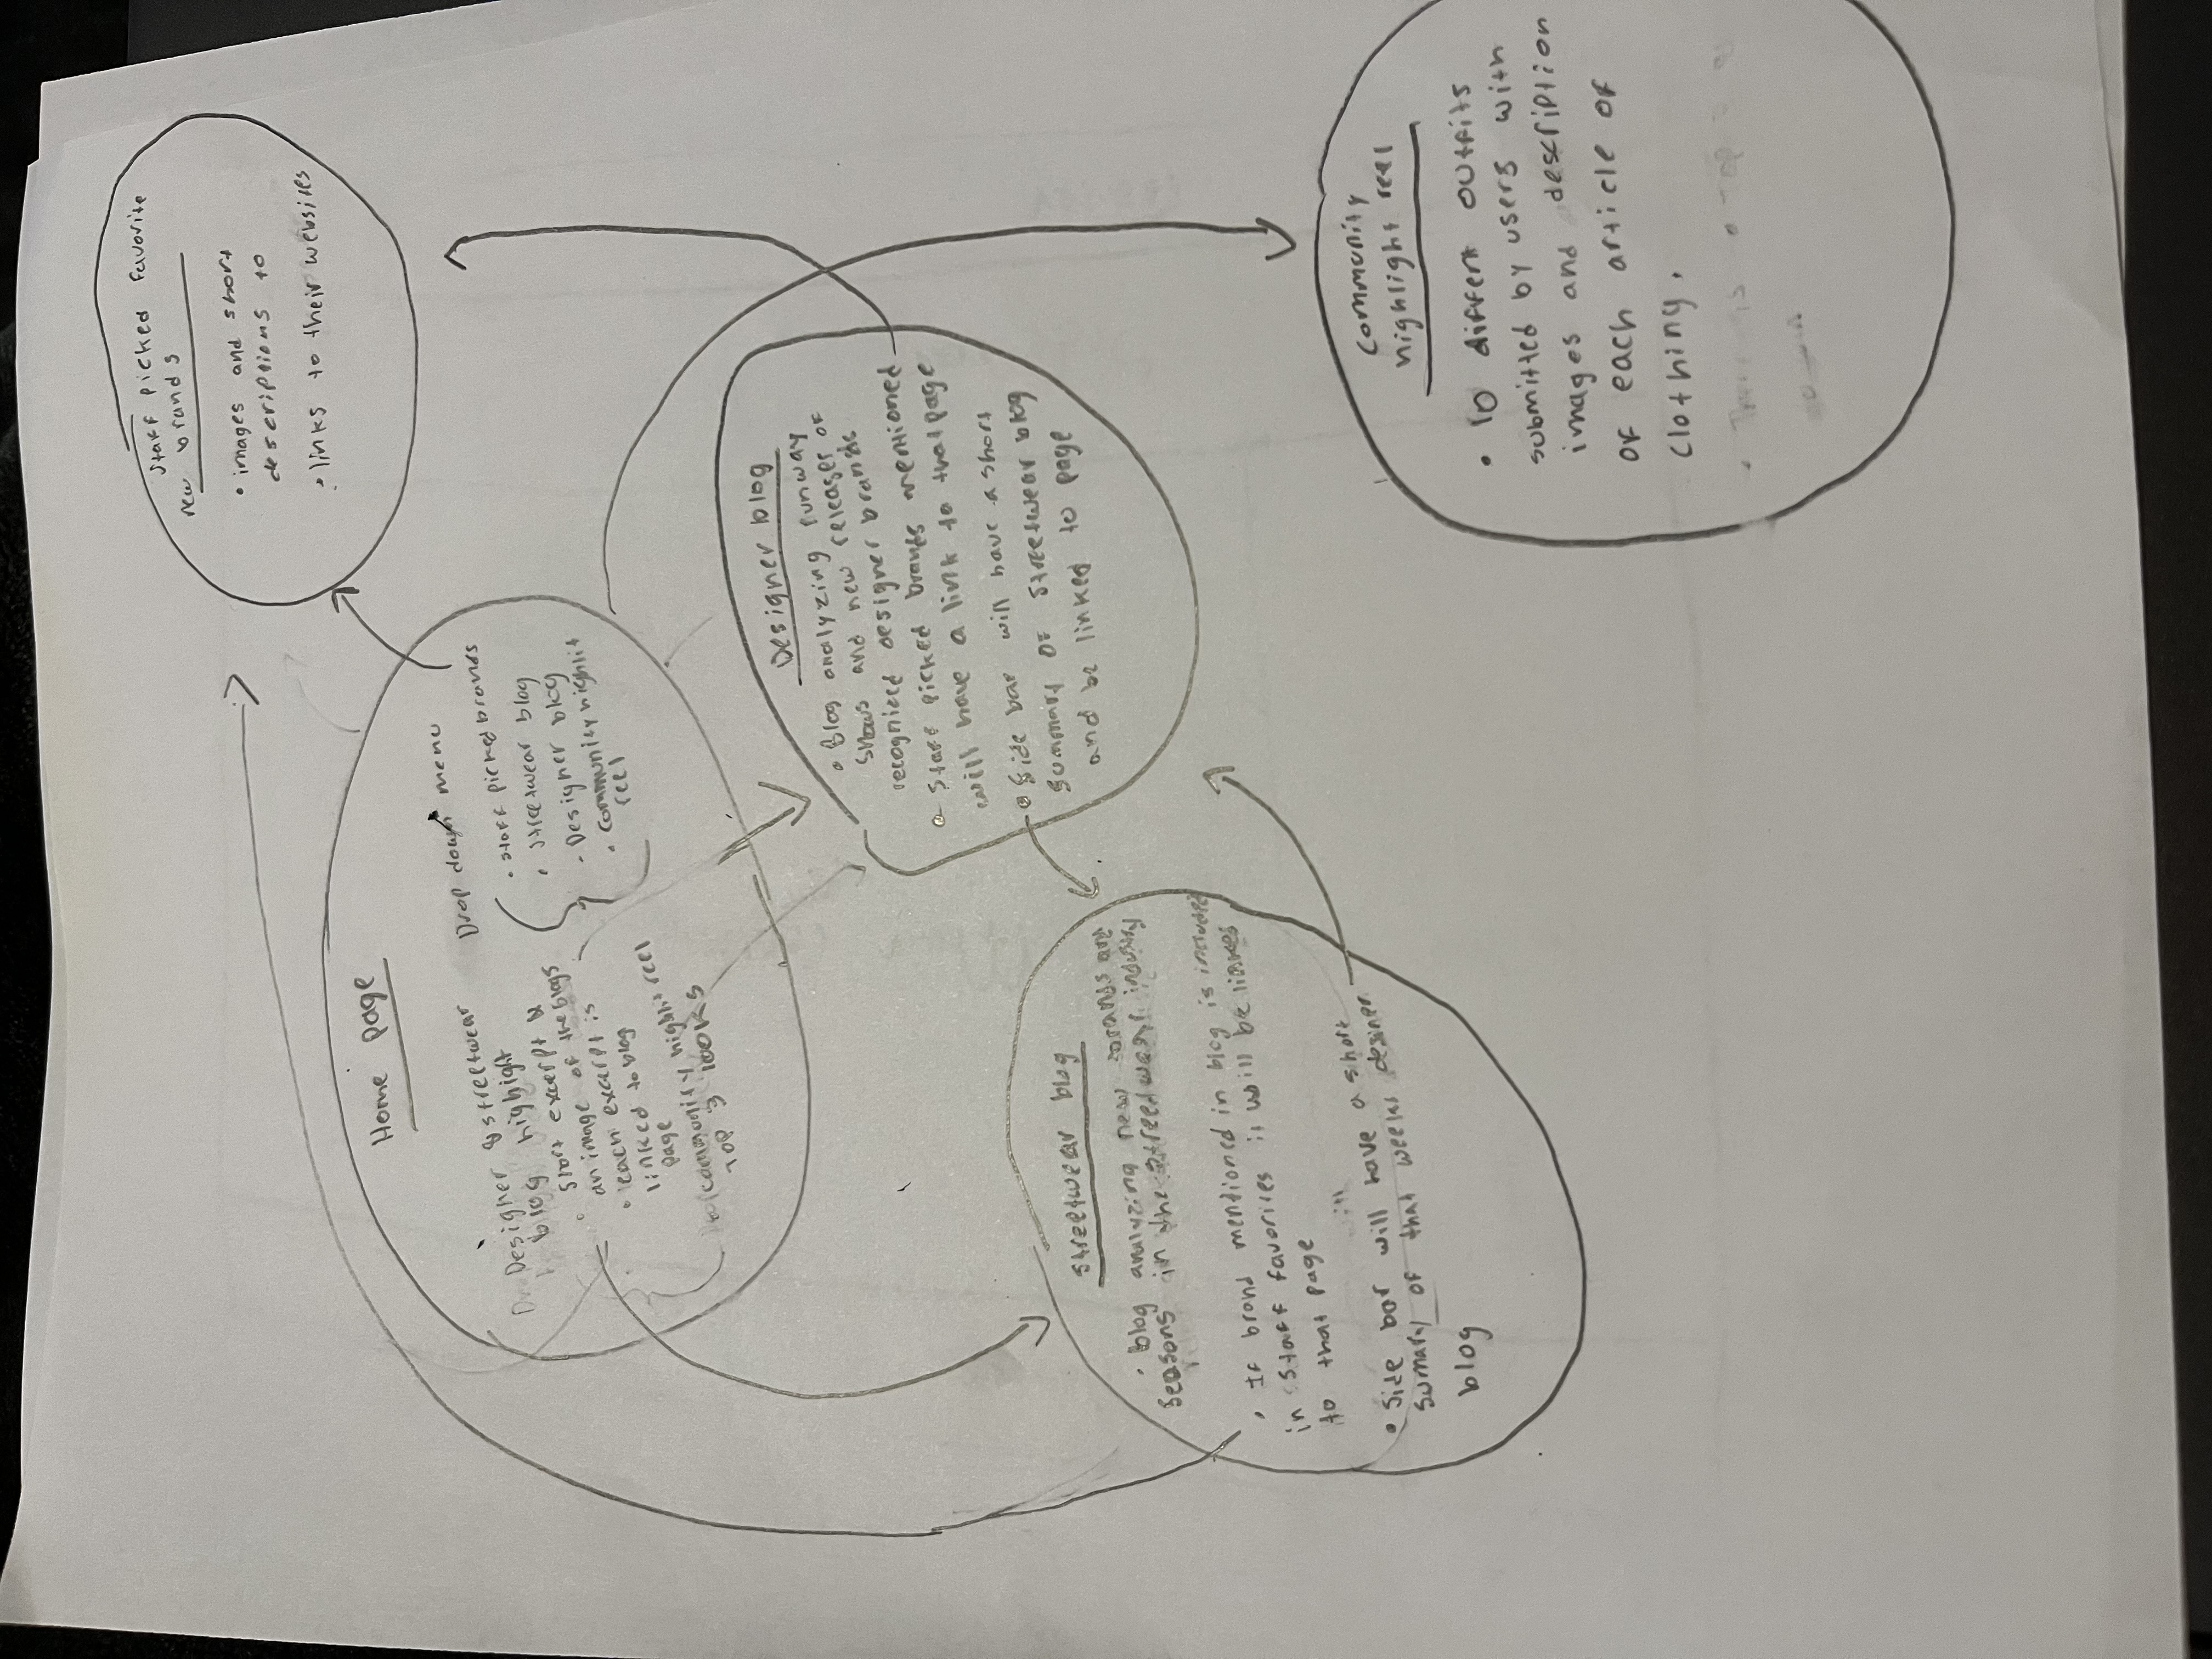 Staff picked favorite
new brands
• images and short
descriptions to
• links to their websites
Home page
Designer & streetwear
blog highight
• Short excerpt &
an image of the blogs
• each excerpt is
linked to blog
page
community highlit reel
Top 3 looks
Drop down menu
• Staff picked brands
• Streetwear blog
- Designer blog
• Community highlit
reel
Designer blog
• Blog analyzing runway
shows and new releases of
recognized designer brands
• Staff picked brands mentioned
will have a link to that page
• Side bar will have a short
summary of streetwear blog
and be linked to page
Streetwear blog
• Blog analyzing new brands and
seasons in the streetwear industry
• If brand mentioned in blog is included
in staff favorites it will be linked
to that page
• Side bar will have a short
sumary of that weeks desiner
blog
Community
highlight reel
• 10 differnt outfits
submitted by users with
images and description
of each article of
clothing.